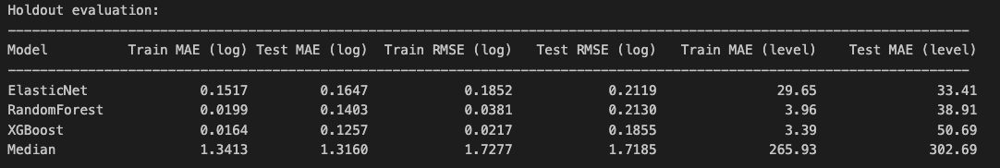 Holdout evaluation:
Model Train MAE (log) Test MAE (log) Train RMSE (log) Test RMSE (log) Train MAE (level) Test MAE (level)
ElasticNet 0.1517 0.1647 0.1852 0.2119 29.65 33.41
RandomForest 0.0199 0.1403 0.0381 0.2130 3.96 38.91
XGBoost 0.0164 0.1257 0.0217 0.1855 3.39 50.69
Median 1.3413 1.3160 1.7277 1.7185 265.93 302.69